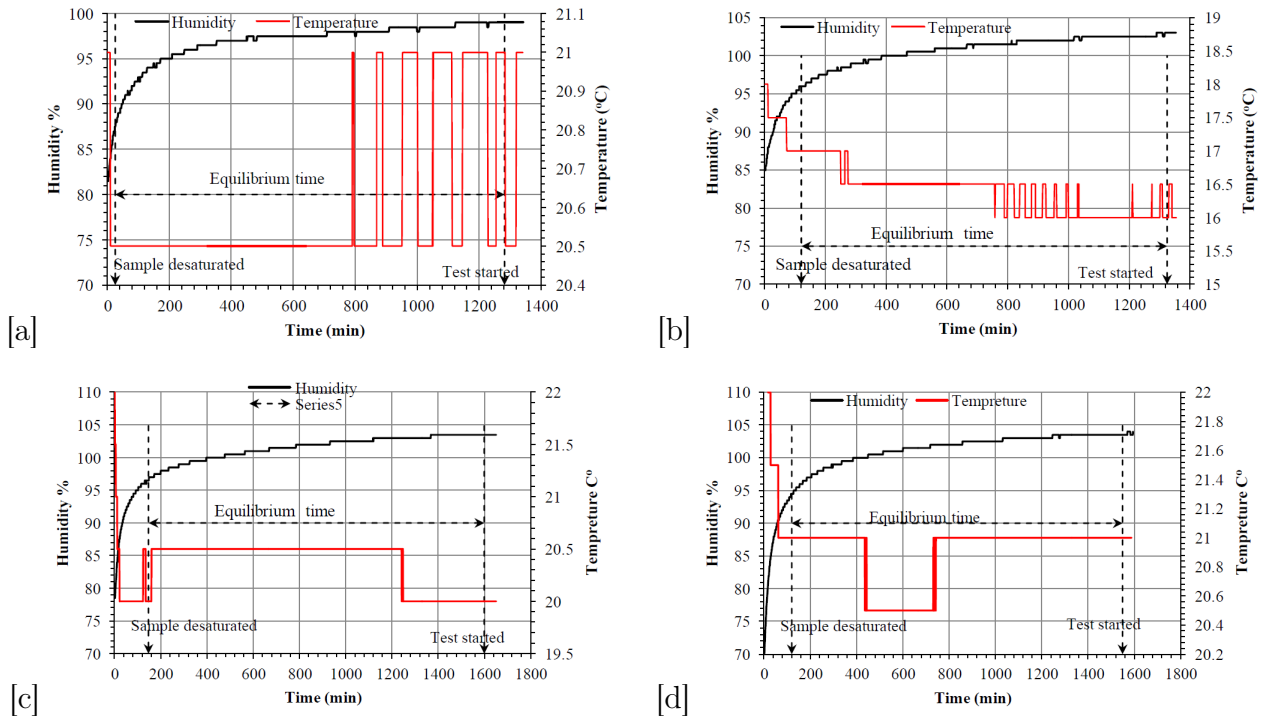 Humidity Temperature
100 95 90 85 80 75 70
Humidity %
21.1 21 20.9 20.8 20.7 20.6 20.5 20.4
Temperature (°C)
Equilibrium time
Sample desaturated
Test started
0 200 400 600 800 1000 1200 1400
Time (min)
[a]
Humidity Temperature
105 100 95 90 85 80 75 70
Humidity %
19 18.5 18 17.5 17 16.5 16 15.5 15
Temperature (°C)
Equilibrium time
Sample desaturated
Test started
0 200 400 600 800 1000 1200 1400
Time (min)
[b]
Humidity
Series5
110 105 100 95 90 85 80 75 70
Humidity %
22 21.5 21 20.5 20 19.5
Tempreture Cº
Equilibrium time
Sample desaturated
Test started
0 200 400 600 800 1000 1200 1400 1600 1800
Time (min)
[c]
Humidity Tempreture
110 105 100 95 90 85 80 75 70
Humidity %
22 21.8 21.6 21.4 21.2 21 20.8 20.6 20.4 20.2
Tempreture Cº
Equilibrium time
Sample desaturated
Test started
0 200 400 600 800 1000 1200 1400 1600 1800
Time (min)
[d]